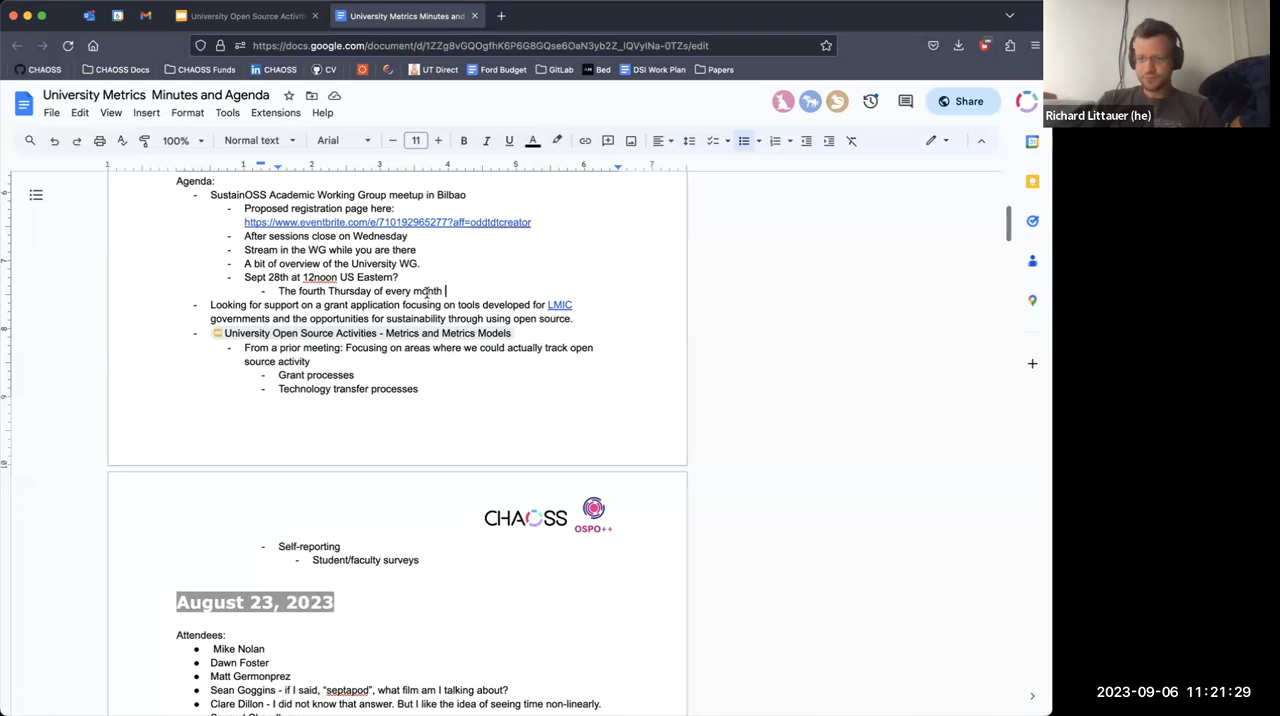 University Open Source Activiti
University Metrics Minutes and
https://docs.google.com/document/d/1ZZg8vGQOgfhK6P6G8GQse6OaN3yb2Z_IQVylNa-0TZs/edit
CHAOSS
CHAOSS Docs
CHAOSS Funds
CHAOSS
CV
UT Direct
Ford Budget
GitLab
Bed
DSI Work Plan
Papers
University Metrics Minutes and Agenda
File Edit View Insert Format Tools Extensions Help
Share
100%
Normal text
Arial
11
1 1 2 3 4 5 6 7
Agenda:
- SustainOSS Academic Working Group meetup in Bilbao
- Proposed registration page here:
https://www.eventbrite.com/e/710192965277?aff=oddtdtcreator
- After sessions close on Wednesday
- Stream in the WG while you are there
- A bit of overview of the University WG.
- Sept 28th at 12noon US Eastern?
- The fourth Thursday of every month
- Looking for support on a grant application focusing on tools developed for LMIC
governments and the opportunities for sustainability through using open source.
- University Open Source Activities - Metrics and Metrics Models
- From a prior meeting: Focusing on areas where we could actually track open
source activity
- Grant processes
- Technology transfer processes
CHAOSS
OSPO++
- Self-reporting
- Student/faculty surveys
August 23, 2023
Attendees:
● Mike Nolan
● Dawn Foster
● Matt Germonprez
● Sean Goggins - if I said, “septapod”, what film am I talking about?
● Clare Dillon - I did not know that answer. But I like the idea of seeing time non-linearly.
Richard Littauer (he)
2023-09-06 11:21:29